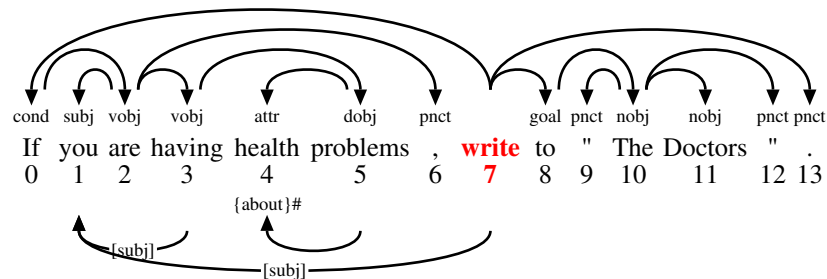 cond subj vobj vobj attr dobj pnct goal pnct nobj nobj pnct pnct
If you are having health problems , write to " The Doctors " .
0 1 2 3 4 5 6 7 8 9 10 11 12 13
{about}#
[subj]
[subj]